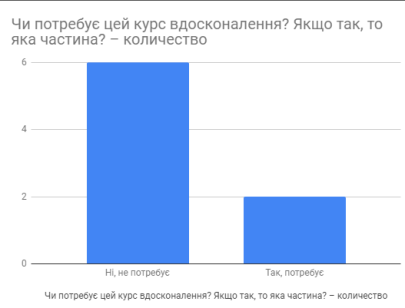 Чи потребує цей курс вдосконалення? Якщо так, то
яка частина? – количество
6
4
2
0
Ні, не потребує
Так, потребує
Чи потребує цей курс вдосконалення? Якщо так, то яка частина? – количество